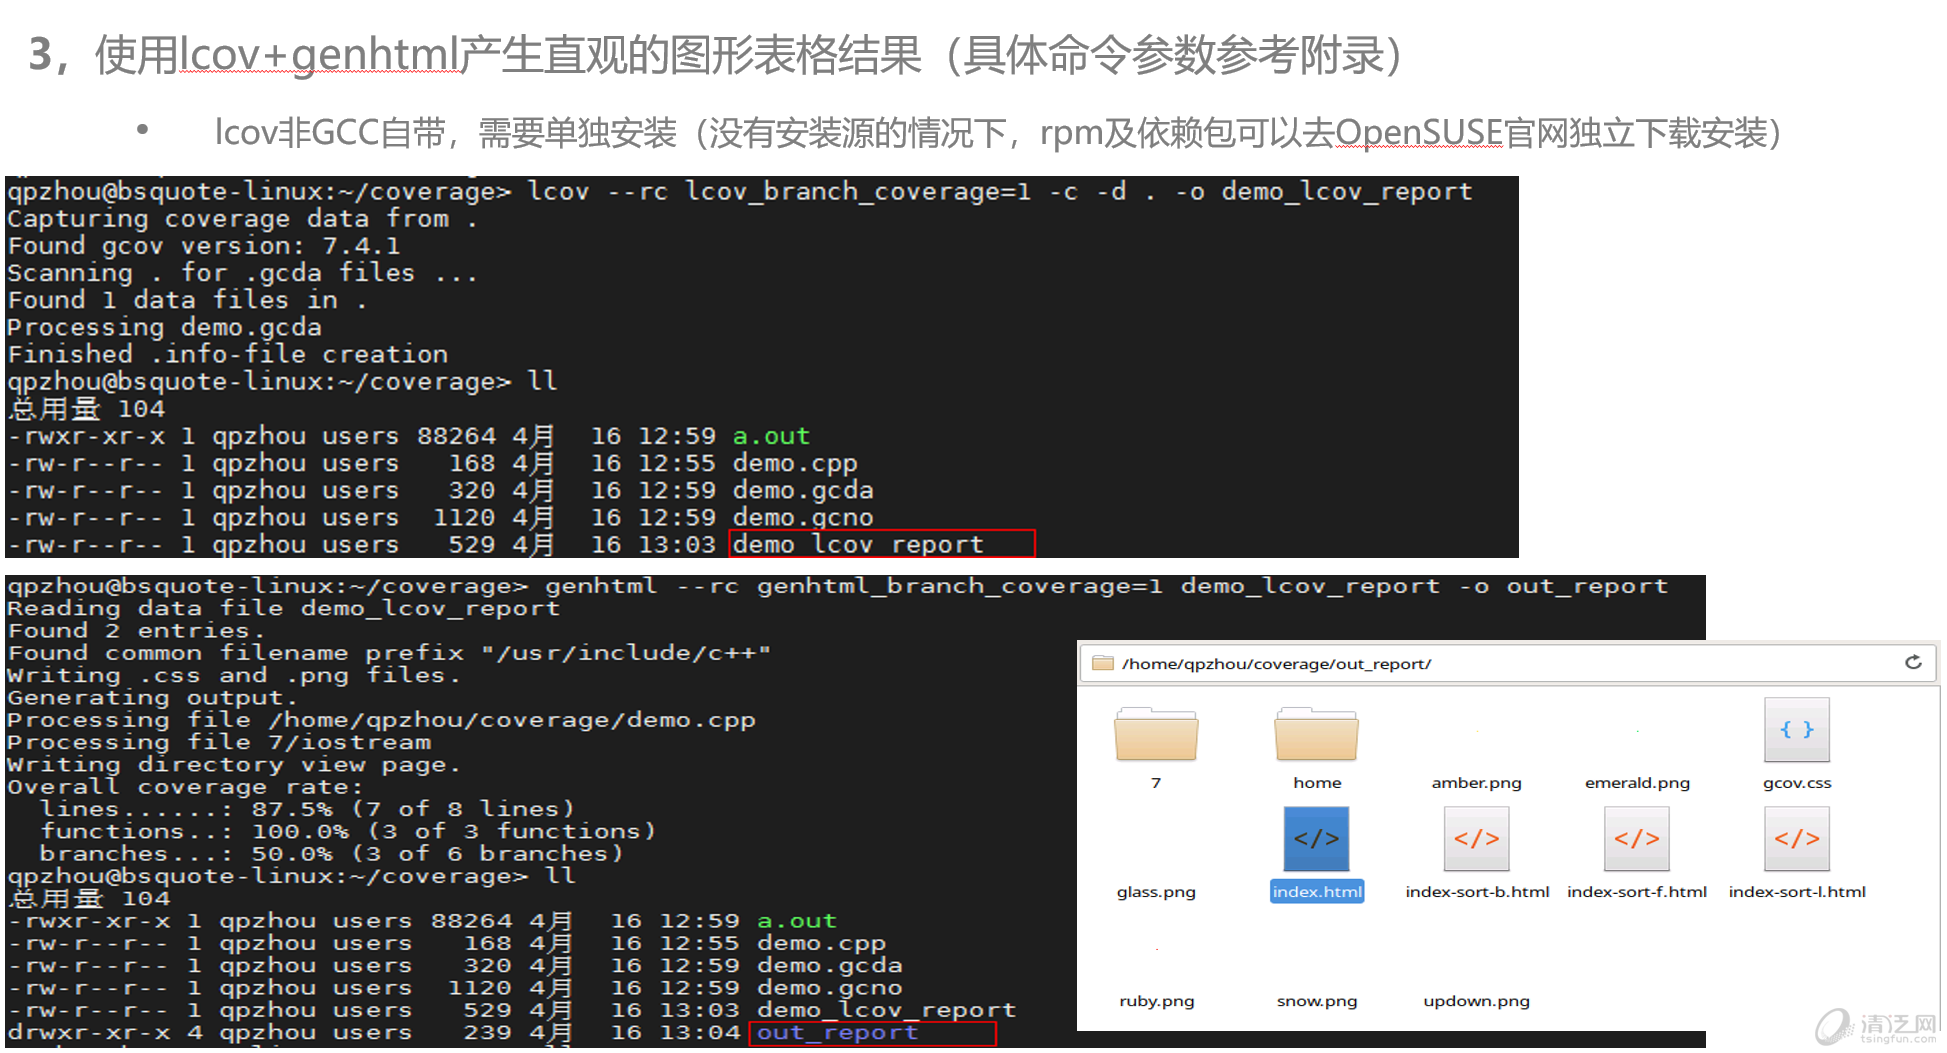 3，使用lcov+genhtml产生直观的图形表格结果（具体命令参数参考附录）
• lcov非GCC自带，需要单独安装（没有安装源的情况下，rpm及依赖包可以去OpenSUSE官网独立下载安装）
qpzhou@bsquote-linux:~/coverage> lcov --rc lcov_branch_coverage=1 -c -d . -o demo_lcov_report
Capturing coverage data from .
Found gcov version: 7.4.1
Scanning . for .gcda files ...
Found 1 data files in .
Processing demo.gcda
Finished .info-file creation
qpzhou@bsquote-linux:~/coverage> ll
总用量 104
-rwxr-xr-x 1 qpzhou users 88264 4月  16 12:59 a.out
-rw-r--r-- 1 qpzhou users   168 4月  16 12:55 demo.cpp
-rw-r--r-- 1 qpzhou users   320 4月  16 12:59 demo.gcda
-rw-r--r-- 1 qpzhou users  1120 4月  16 12:59 demo.gcno
-rw-r--r-- 1 qpzhou users   529 4月  16 13:03 demo_lcov_report
qpzhou@bsquote-linux:~/coverage> genhtml --rc genhtml_branch_coverage=1 demo_lcov_report -o out_report
Reading data file demo_lcov_report
Found 2 entries.
Found common filename prefix "/usr/include/c++"
Writing .css and .png files.
Generating output.
Processing file /home/qpzhou/coverage/demo.cpp
Processing file 7/iostream
Writing directory view page.
Overall coverage rate:
  lines......: 87.5% (7 of 8 lines)
  functions..: 100.0% (3 of 3 functions)
  branches...: 50.0% (3 of 6 branches)
qpzhou@bsquote-linux:~/coverage> ll
总用量 104
-rwxr-xr-x 1 qpzhou users 88264 4月  16 12:59 a.out
-rw-r--r-- 1 qpzhou users   168 4月  16 12:55 demo.cpp
-rw-r--r-- 1 qpzhou users   320 4月  16 12:59 demo.gcda
-rw-r--r-- 1 qpzhou users  1120 4月  16 12:59 demo.gcno
-rw-r--r-- 1 qpzhou users   529 4月  16 13:03 demo_lcov_report
drwxr-xr-x 4 qpzhou users   239 4月  16 13:04 out_report
/home/qpzhou/coverage/out_report/
7 home amber.png emerald.png gcov.css
glass.png index.html index-sort-b.html index-sort-f.html index-sort-l.html
ruby.png snow.png updown.png
清泛网
tsingfun.com